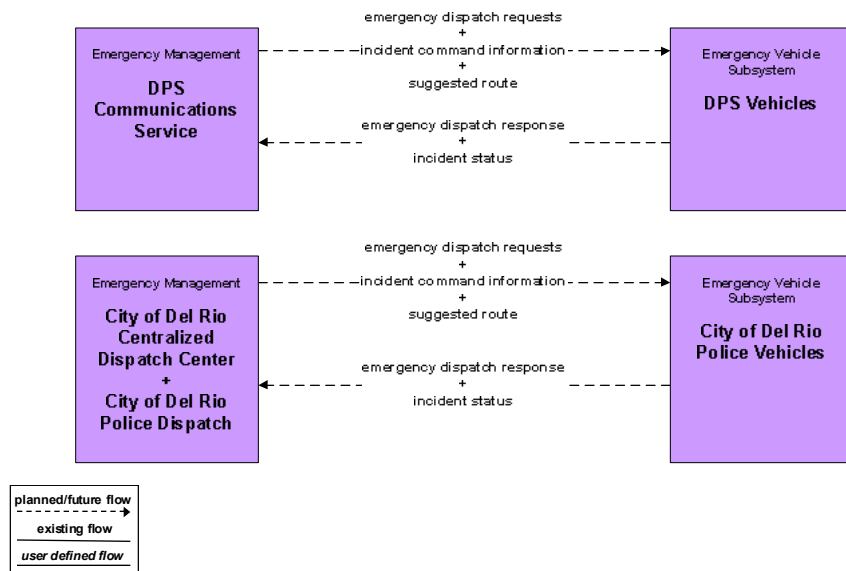 emergency dispatch requests
+
incident command information
+
suggested route
Emergency Management
DPS
Communications
Service
Emergency Vehicle
Subsystem
DPS Vehicles
emergency dispatch response
+
incident status
emergency dispatch requests
+
incident command information
+
suggested route
Emergency Management
City of Del Rio
Centralized
Dispatch Center
+
City of Del Rio
Police Dispatch
Emergency Vehicle
Subsystem
City of Del Rio
Police Vehicles
emergency dispatch response
+
incident status
planned/future flow
existing flow
user defined flow